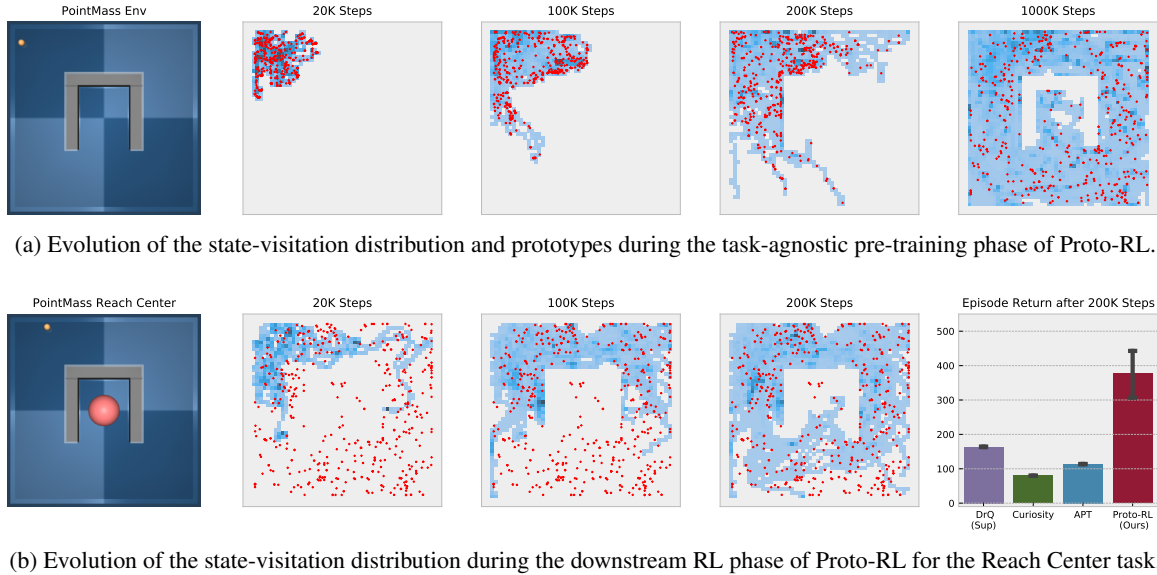 PointMass Env
20K Steps
100K Steps
200K Steps
1000K Steps
(a) Evolution of the state-visitation distribution and prototypes during the task-agnostic pre-training phase of Proto-RL.
PointMass Reach Center
20K Steps
100K Steps
200K Steps
Episode Return after 200K Steps
500
400
300
200
100
0
DrQ
(Sup)
Curiosity
APT
Proto-RL
(Ours)
(b) Evolution of the state-visitation distribution during the downstream RL phase of Proto-RL for the Reach Center task